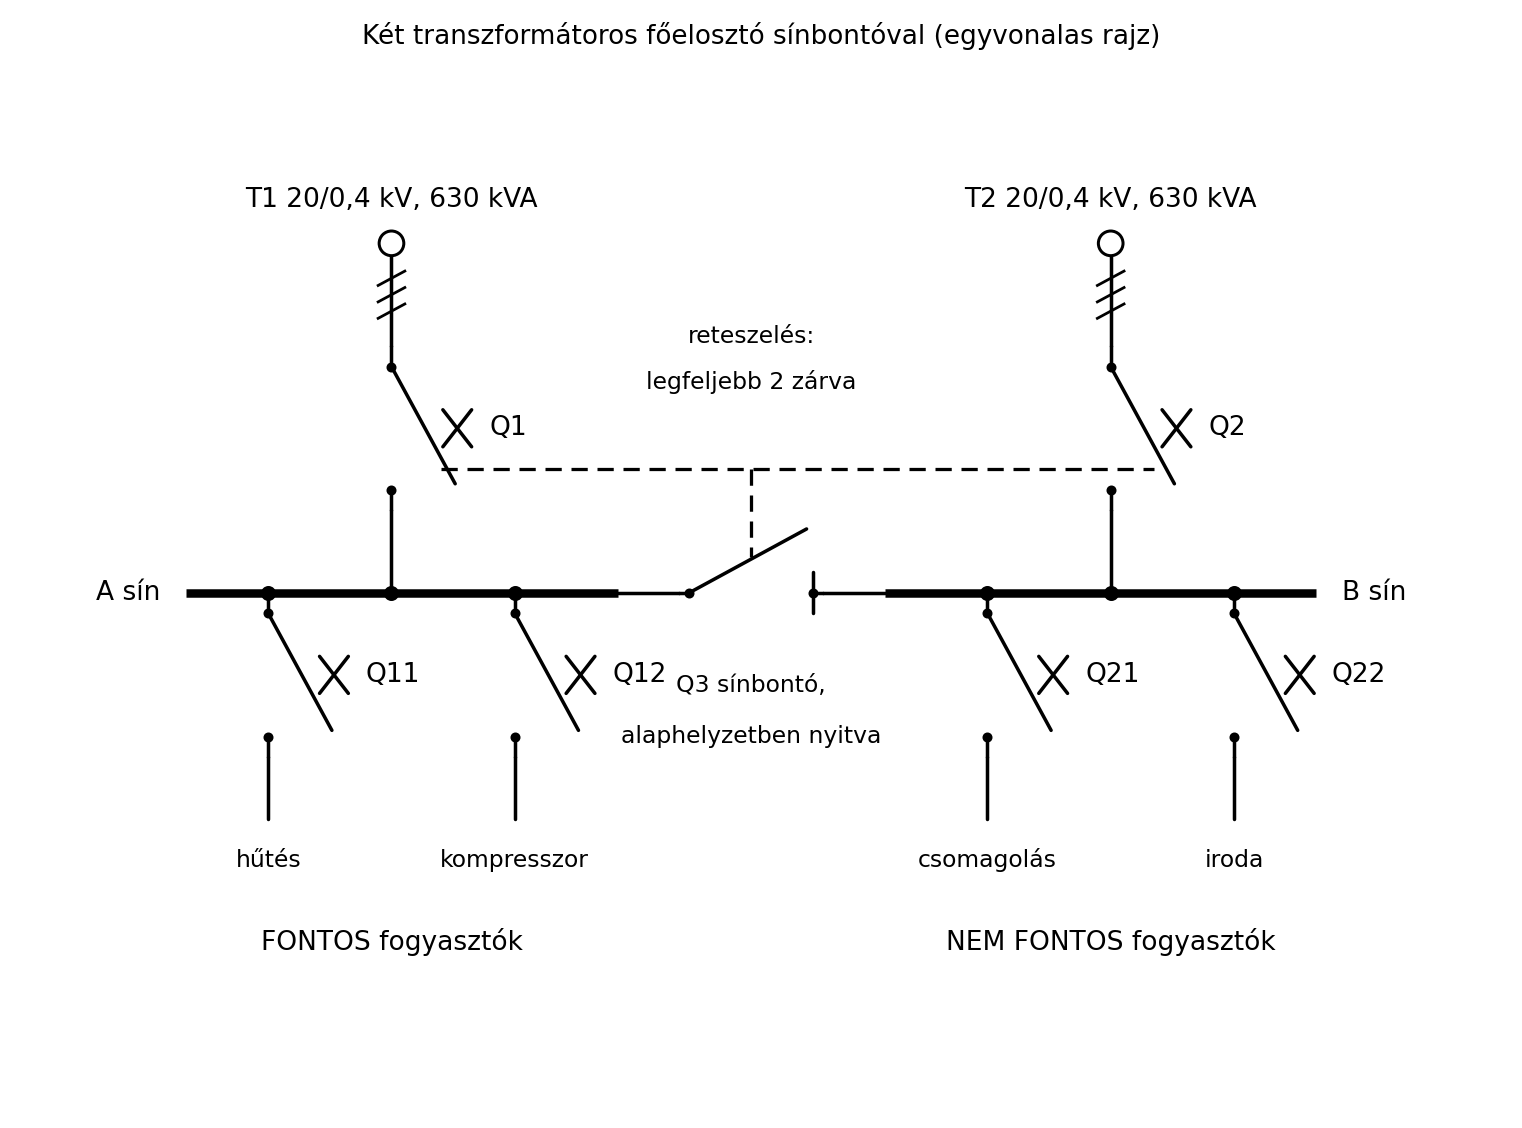 Két transzformátoros főelosztó sínbontóval (egyvonalas rajz)
T1 20/0,4 kV, 630 kVA
T2 20/0,4 kV, 630 kVA
reteszelés:
legfeljebb 2 zárva
Q1
Q2
A sín
B sín
Q11
Q12
Q3 sínbontó,
alaphelyzetben nyitva
Q21
Q22
hűtés
kompresszor
csomagolás
iroda
FONTOS fogyasztók
NEM FONTOS fogyasztók